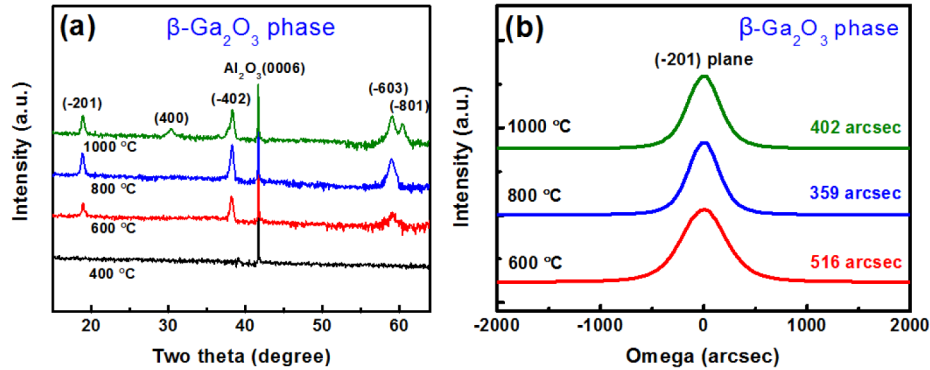 (a)
β-Ga₂O₃ phase
Al₂O₃(0006)
(-201)
(400)
(-402)
(-603)
(-801)
1000 °C
800 °C
600 °C
400 °C
Intensity (a.u.)
20 30 40 50 60
Two theta (degree)
(b)
β-Ga₂O₃ phase
(-201) plane
1000 °C
402 arcsec
800 °C
359 arcsec
600 °C
516 arcsec
Intensity (a.u.)
-2000 -1000 0 1000 2000
Omega (arcsec)